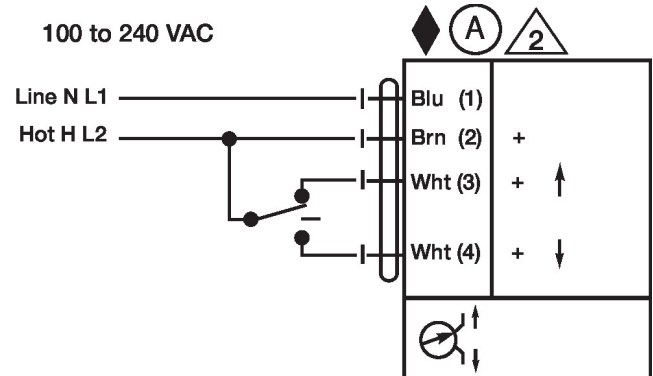 100 to 240 VAC
A
2
Line N L1
Blu (1)
Hot H L2
Brn (2) +
Wht (3) +
Wht (4) +